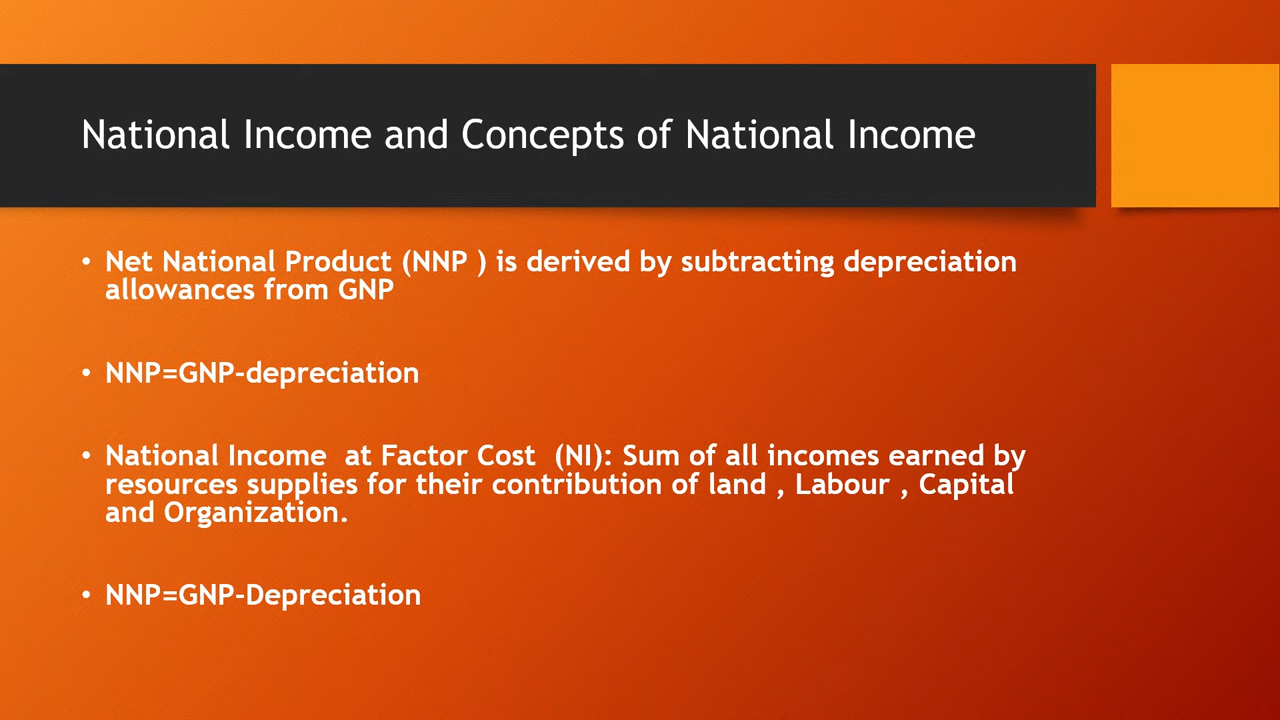 National Income and Concepts of National Income
• Net National Product (NNP ) is derived by subtracting depreciation
allowances from GNP
• NNP=GNP-depreciation
• National Income  at Factor Cost  (NI): Sum of all incomes earned by
resources supplies for their contribution of land , Labour , Capital
and Organization.
• NNP=GNP-Depreciation